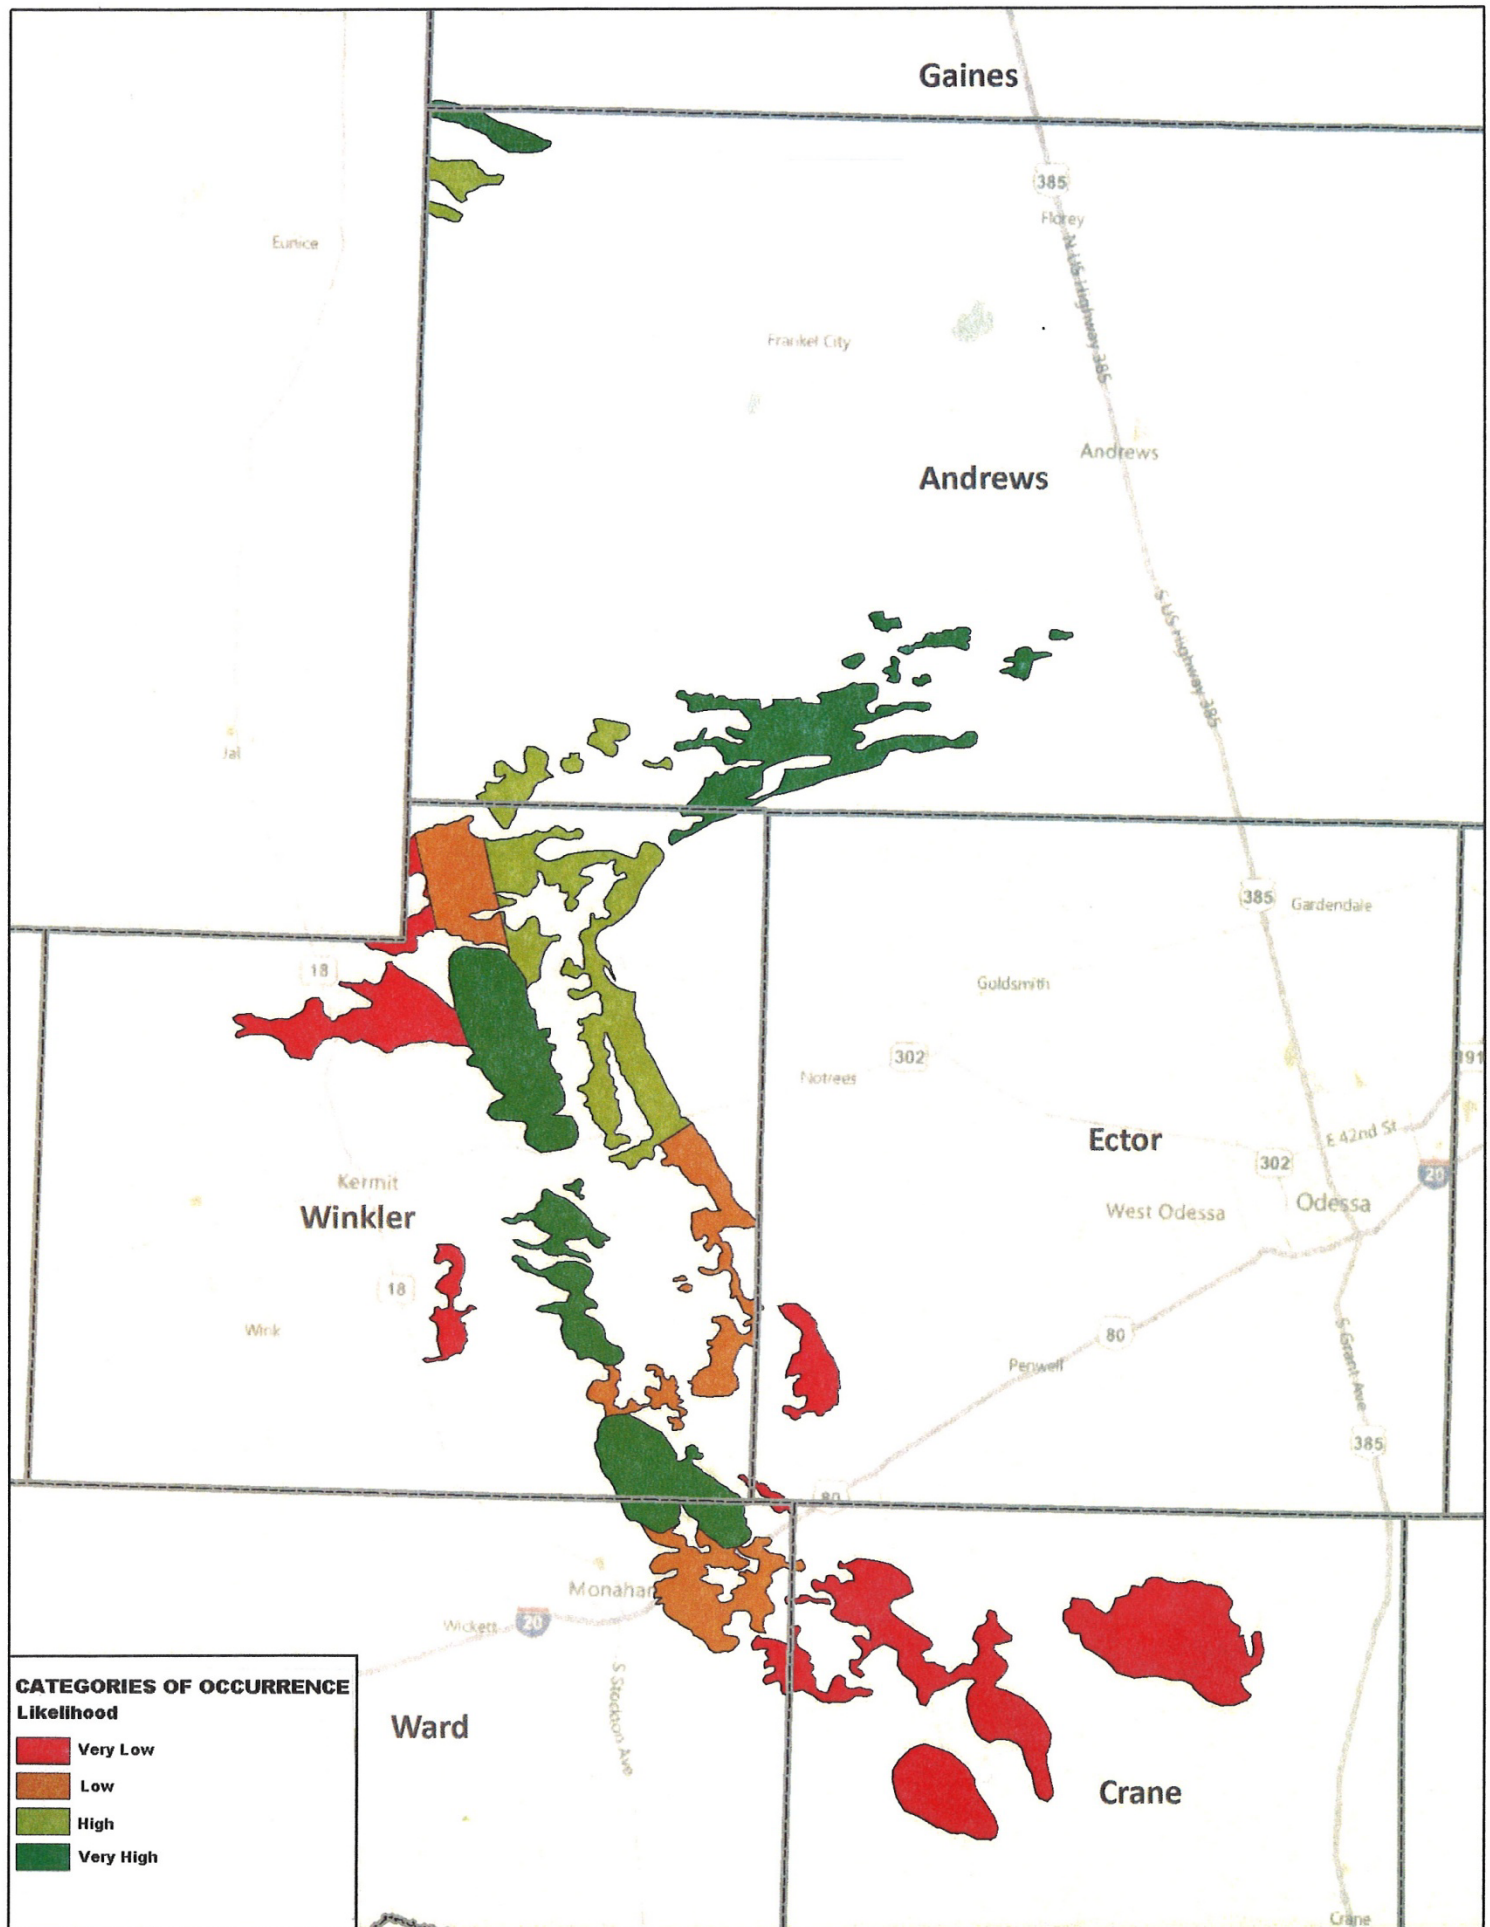 Gaines
385
Florey
N US Highway 385
Eunice
Frankel City
Andrews
Andrews
S US Highway 385
Jal
385
Gardendale
18
Goldsmith
302
191
Notrees
Ector
E 42nd St
302
20
Kermit
Odessa
West Odessa
Winkler
18
Wink
80
S Grant Ave
Penwell
385
80
Monahan
Wickett
20
S Stockton Ave
CATEGORIES OF OCCURRENCE
Likelihood
Very Low
Low
High
Very High
Ward
Crane
Crane